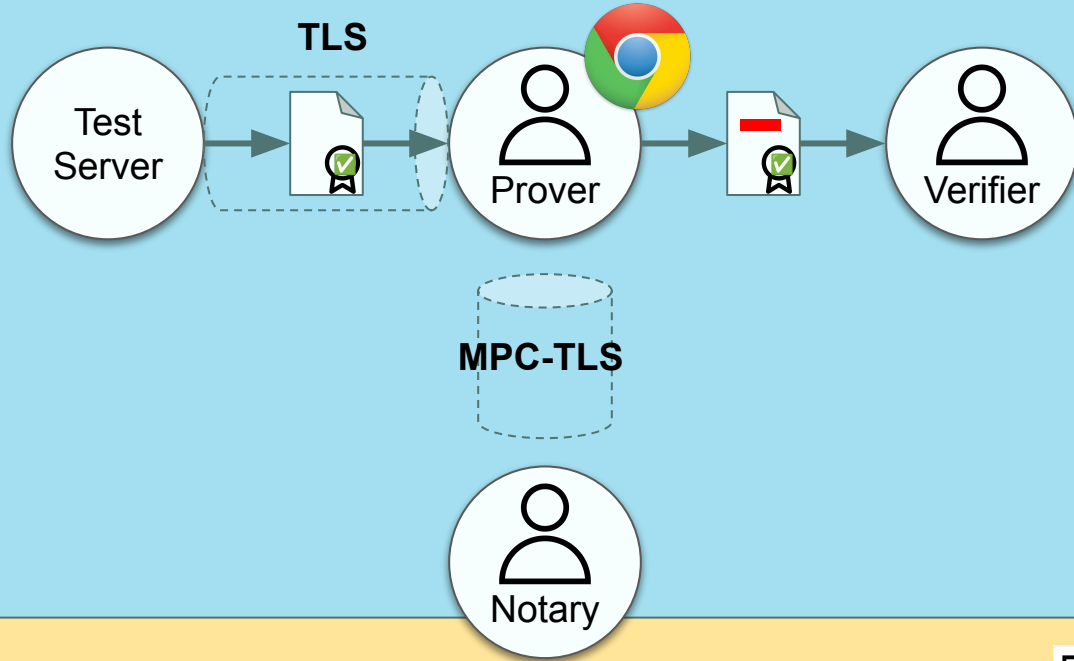 TLS
Test
Server
Prover
Verifier
MPC-TLS
Notary